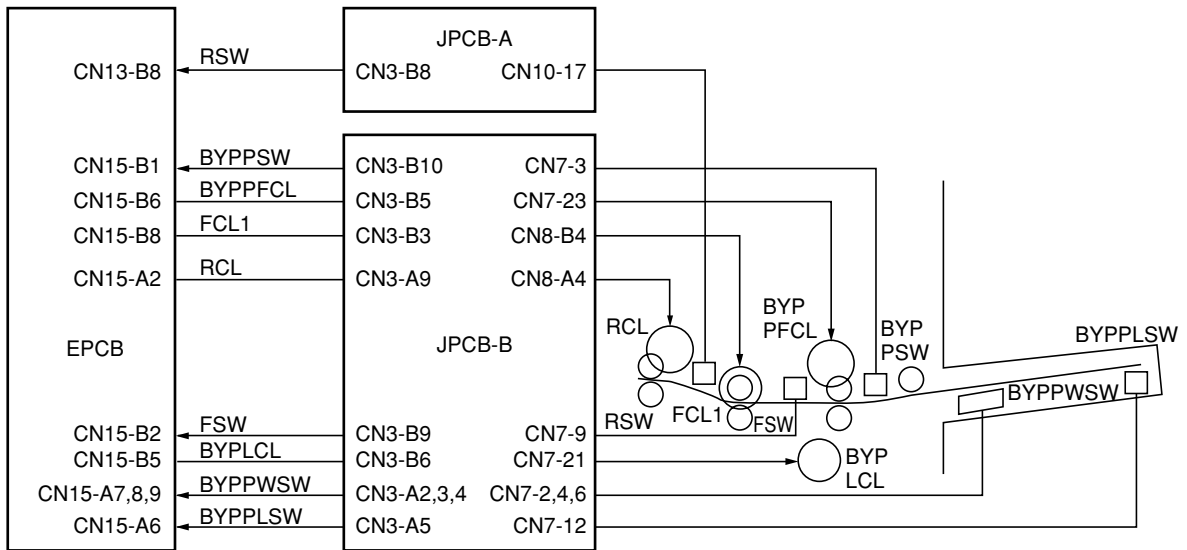 JPCB-A
RSW
CN13-B8 CN3-B8 CN10-17
CN15-B1 BYPPSW CN3-B10 CN7-3
CN15-B6 BYPPFCL CN3-B5 CN7-23
CN15-B8 FCL1 CN3-B3 CN8-B4
CN15-A2 RCL CN3-A9 CN8-A4
EPCB JPCB-B
RCL
BYP
PFCL
BYP
PSW
BYPPLSW
BYPPWSW
RSW FCL1 FSW
CN15-B2 FSW CN3-B9 CN7-9
CN15-B5 BYPLCL CN3-B6 CN7-21
BYP
LCL
CN15-A7,8,9 BYPPWSW CN3-A2,3,4 CN7-2,4,6
CN15-A6 BYPPLSW CN3-A5 CN7-12